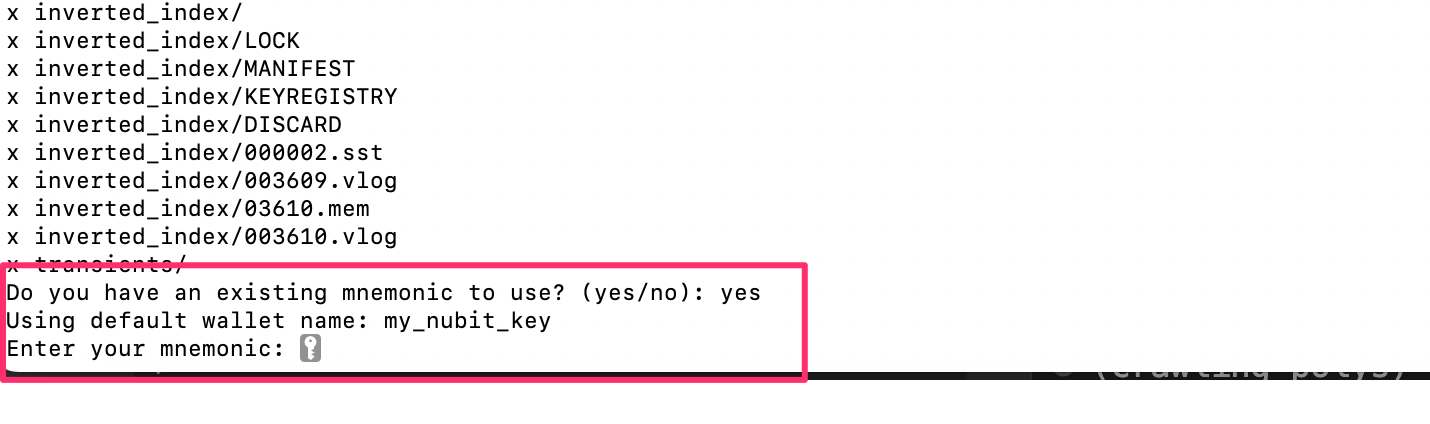 x inverted_index/
x inverted_index/LOCK
x inverted_index/MANIFEST
x inverted_index/KEYREGISTRY
x inverted_index/DISCARD
x inverted_index/000002.sst
x inverted_index/003609.vlog
x inverted_index/03610.mem
x inverted_index/003610.vlog
x transients/
Do you have an existing mnemonic to use? (yes/no): yes
Using default wallet name: my_nubit_key
Enter your mnemonic:
(crawling polys)